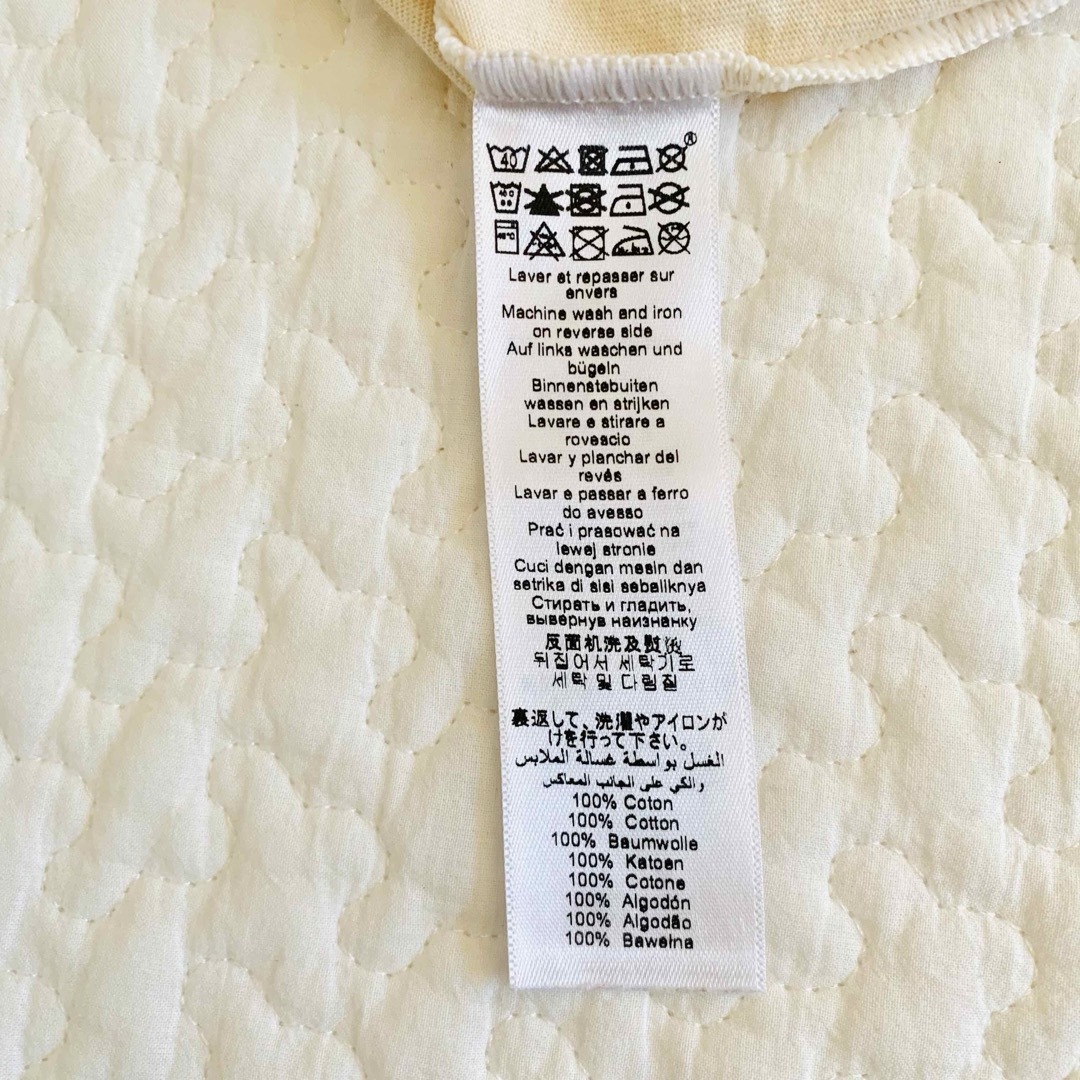 40
®
40°C
Laver et repasser sur
envers
Machine wash and iron
on reverse side
Auf links waschen und
bügeln
Binnenstebuiten
wassen en strijken
Lavare e stirare a
rovescio
Lavar y planchar del
revés
Lavar e passar a ferro
do avesso
Prać i prasować na
lewej stronie
Cuci dengan mesin dan
setrika di sisi sebaliknya
Стирать и гладить,
вывернув наизнанку
反面机洗及熨烫
뒤집어서 세탁기로
세탁 및 다림질
裏返して、洗濯やアイロンが
けを行って下さい。
الغسل بواسطة غسالة الملابس
والكي على الجانب المعاكس
100% Coton
100% Cotton
100% Baumwolle
100% Katoen
100% Cotone
100% Algodón
100% Algodão
100% Bawełna